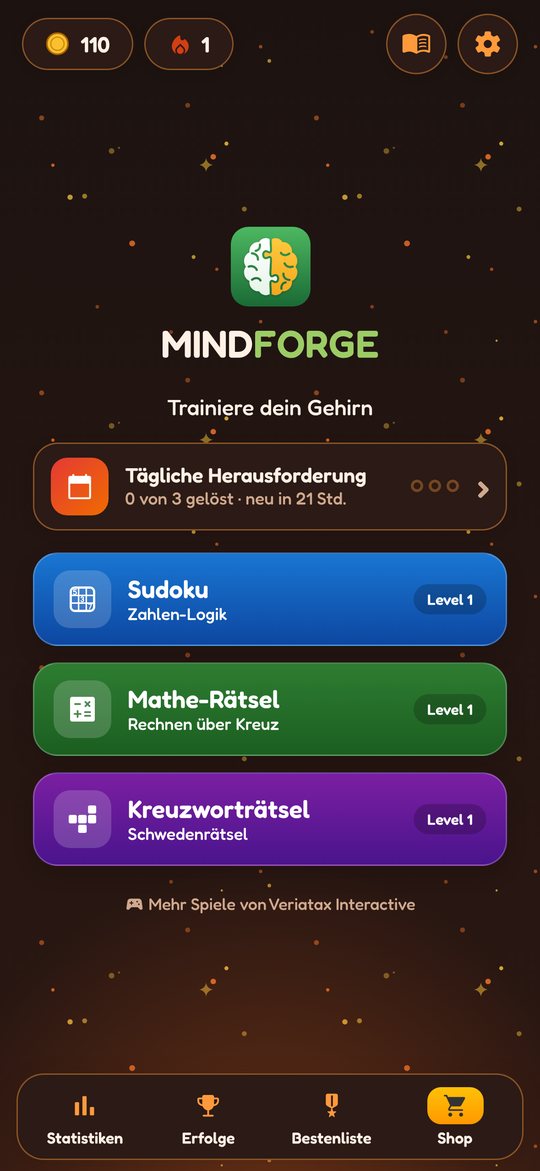 110
1
MINDFORGE
Trainiere dein Gehirn
Tägliche Herausforderung
0 von 3 gelöst · neu in 21 Std.
Sudoku
Zahlen-Logik
Level 1
Mathe-Rätsel
Rechnen über Kreuz
Level 1
Kreuzworträtsel
Schwedenrätsel
Level 1
Mehr Spiele von Veriatax Interactive
Statistiken
Erfolge
Bestenliste
Shop